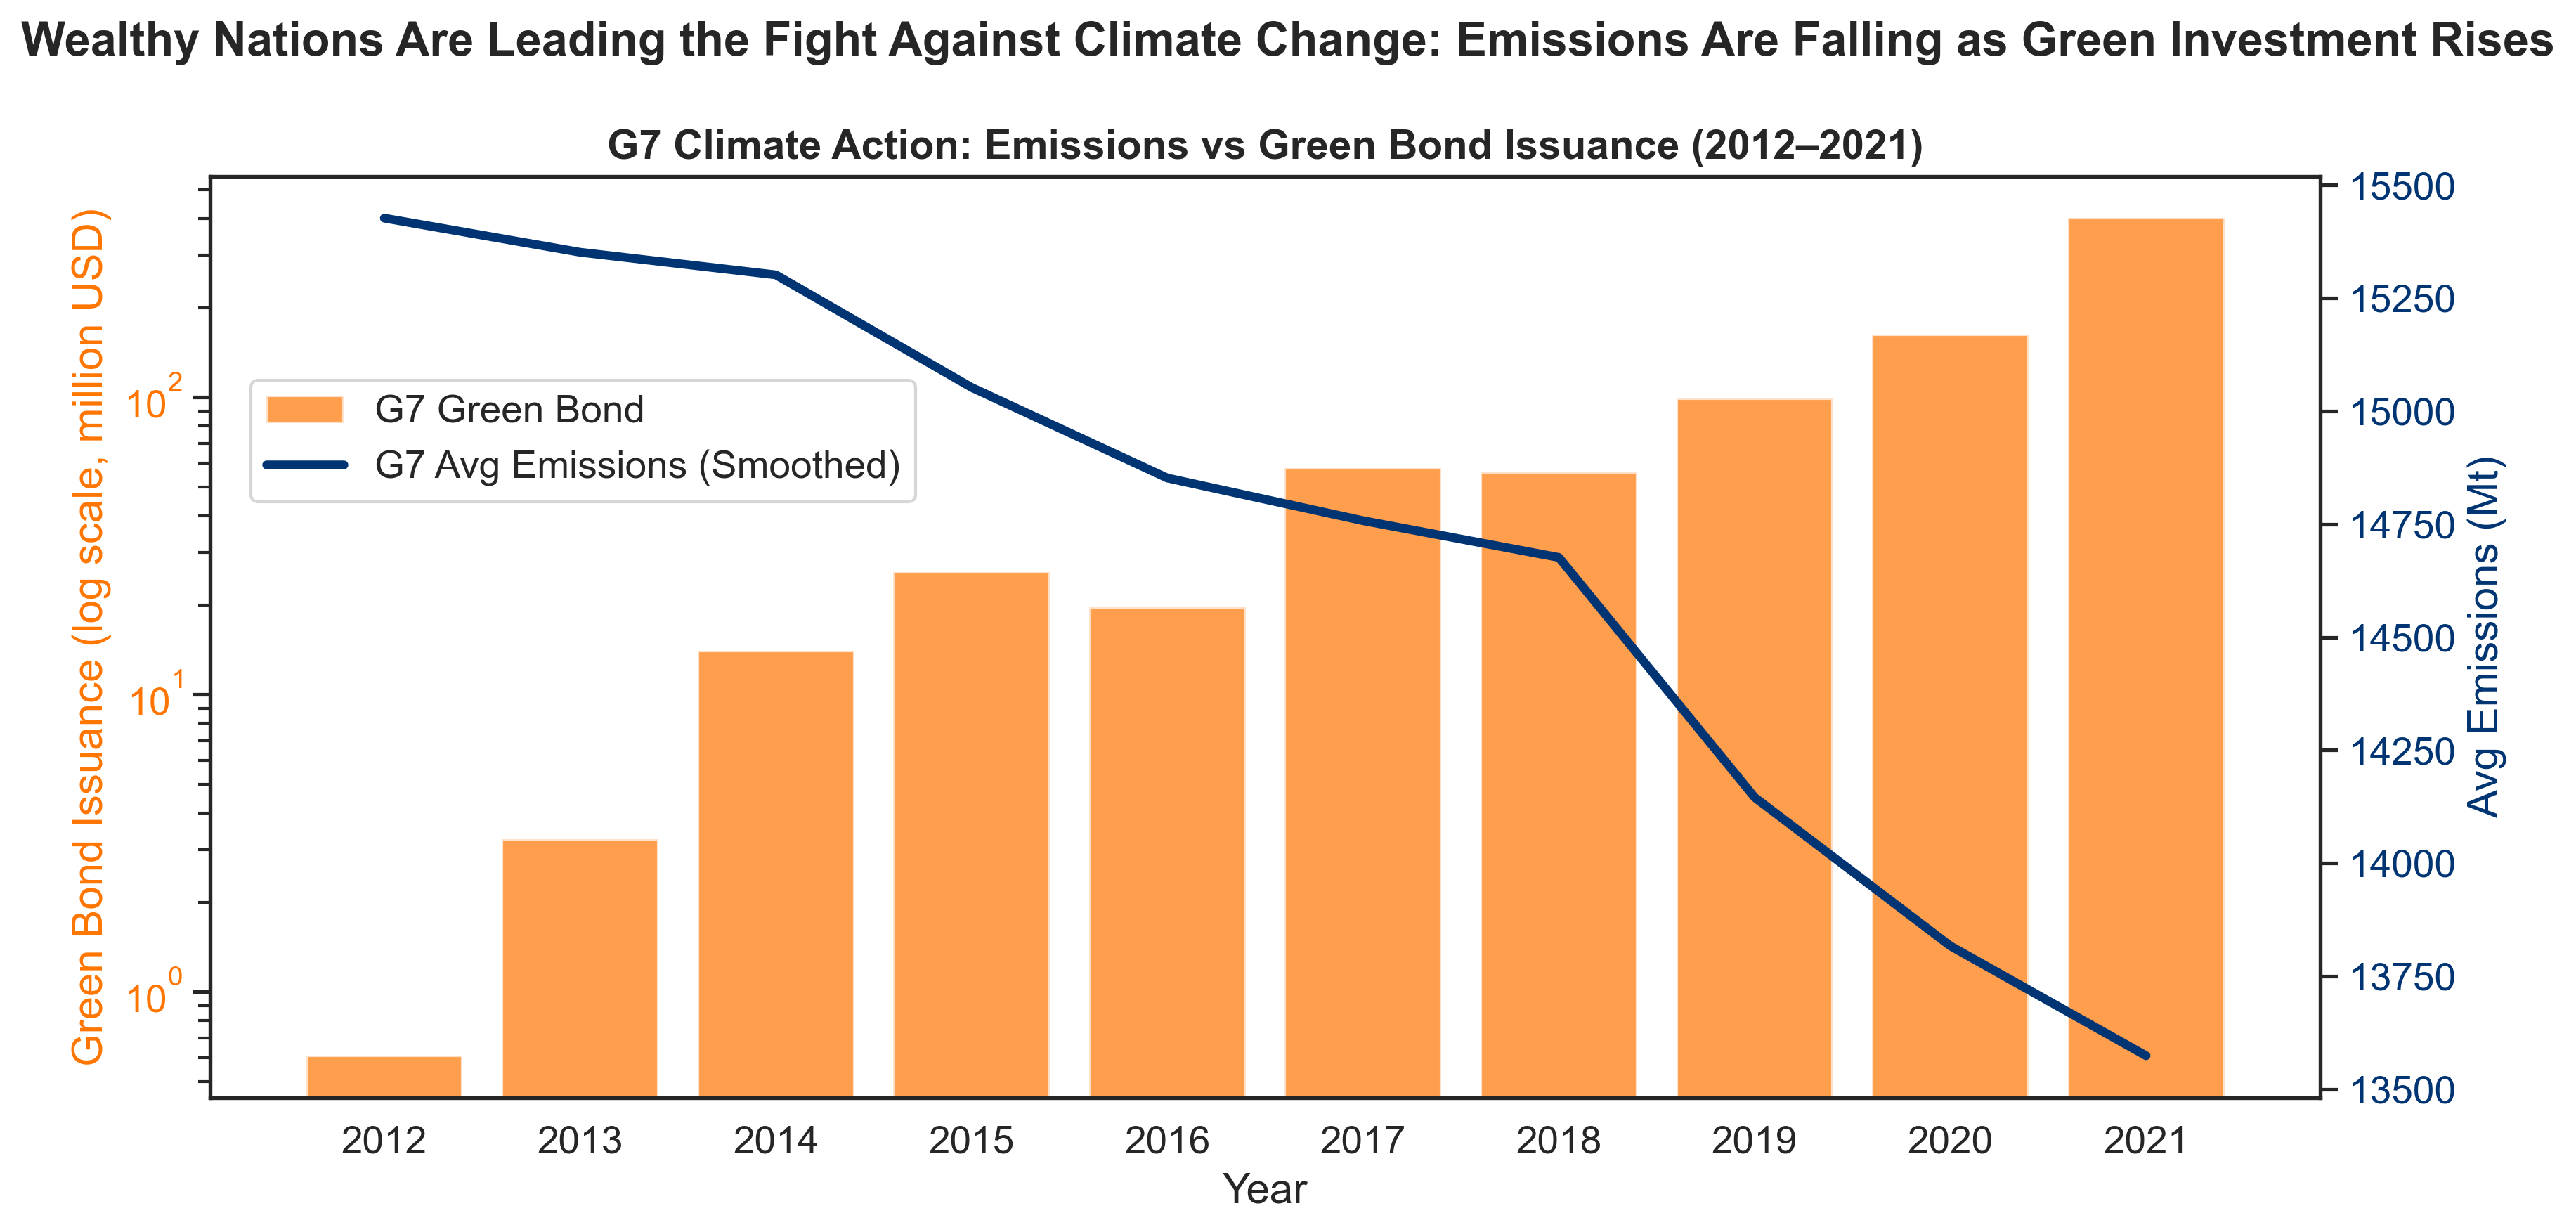 Wealthy Nations Are Leading the Fight Against Climate Change: Emissions Are Falling as Green Investment Rises
G7 Climate Action: Emissions vs Green Bond Issuance (2012–2021)
Green Bond Issuance (log scale, million USD)
10²
10¹
10⁰
G7 Green Bond
G7 Avg Emissions (Smoothed)
15500
15250
15000
14750
14500
14250
14000
13750
13500
Avg Emissions (Mt)
2012 2013 2014 2015 2016 2017 2018 2019 2020 2021
Year